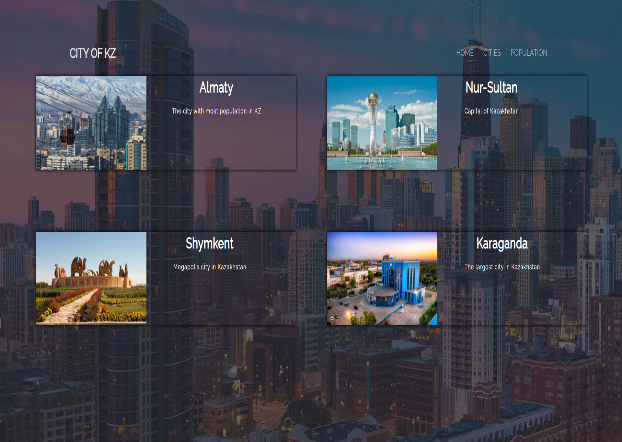 CITY OF KZ
HOME CITIES POPULATION
Almaty
The city with most population in KZ
Nur-Sultan
Capital of Kazakhstan
Shymkent
Megapolis city in Kazakhstan
Karaganda
The largest city in Kazakhstan